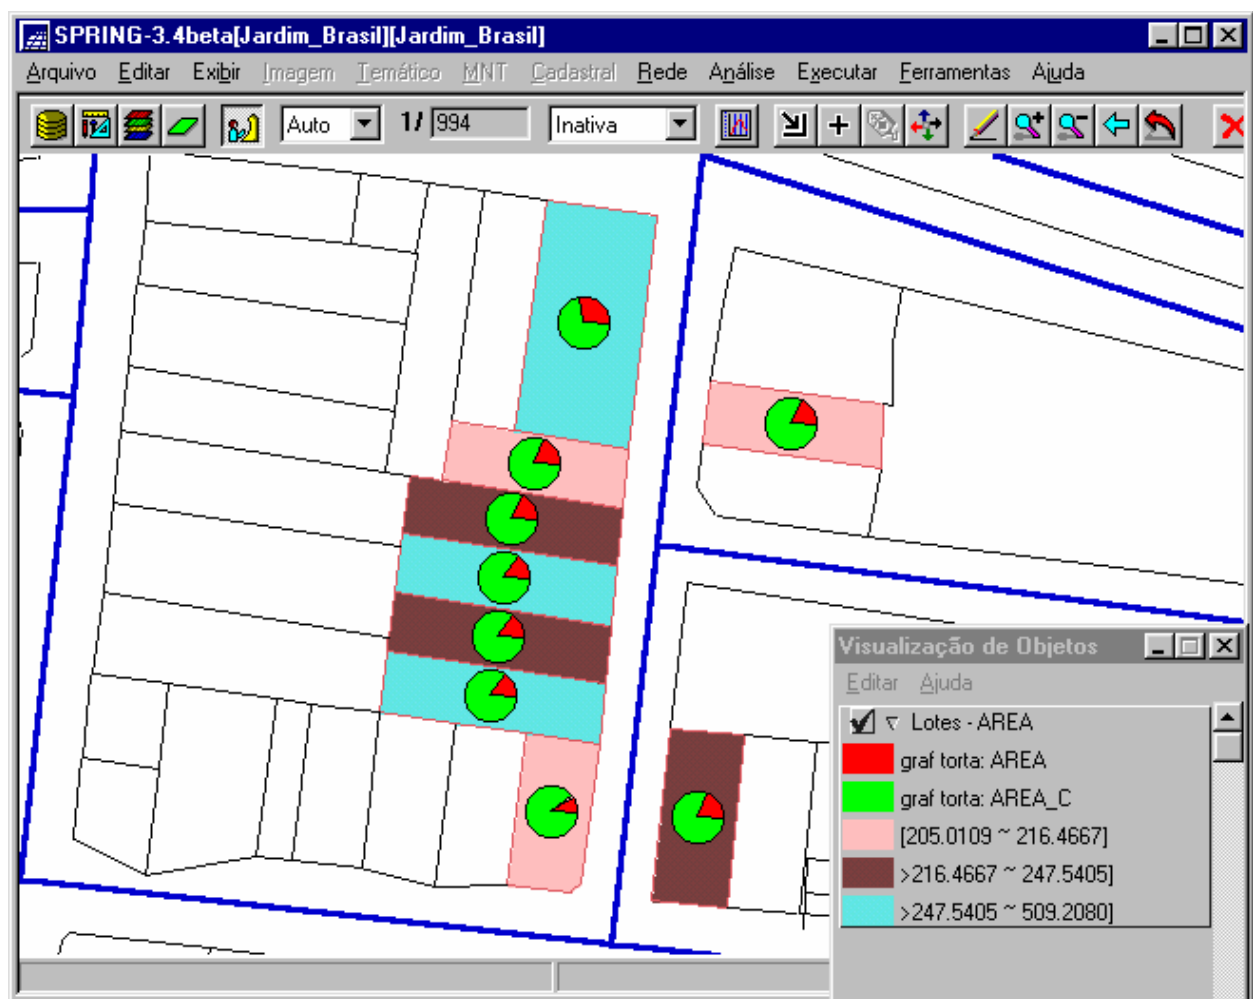 SPRING-3.4beta[Jardim_Brasil][Jardim_Brasil]
Arquivo Editar Exibir Imagem Temático MNT Cadastral Rede Análise Executar Ferramentas Ajuda
Auto 1/ 994 Inativa
Visualização de Objetos
Editar Ajuda
Lotes - AREA
graf torta: AREA
graf torta: AREA_C
[205.0109 ~ 216.4667]
>216.4667 ~ 247.5405]
>247.5405 ~ 509.2080]